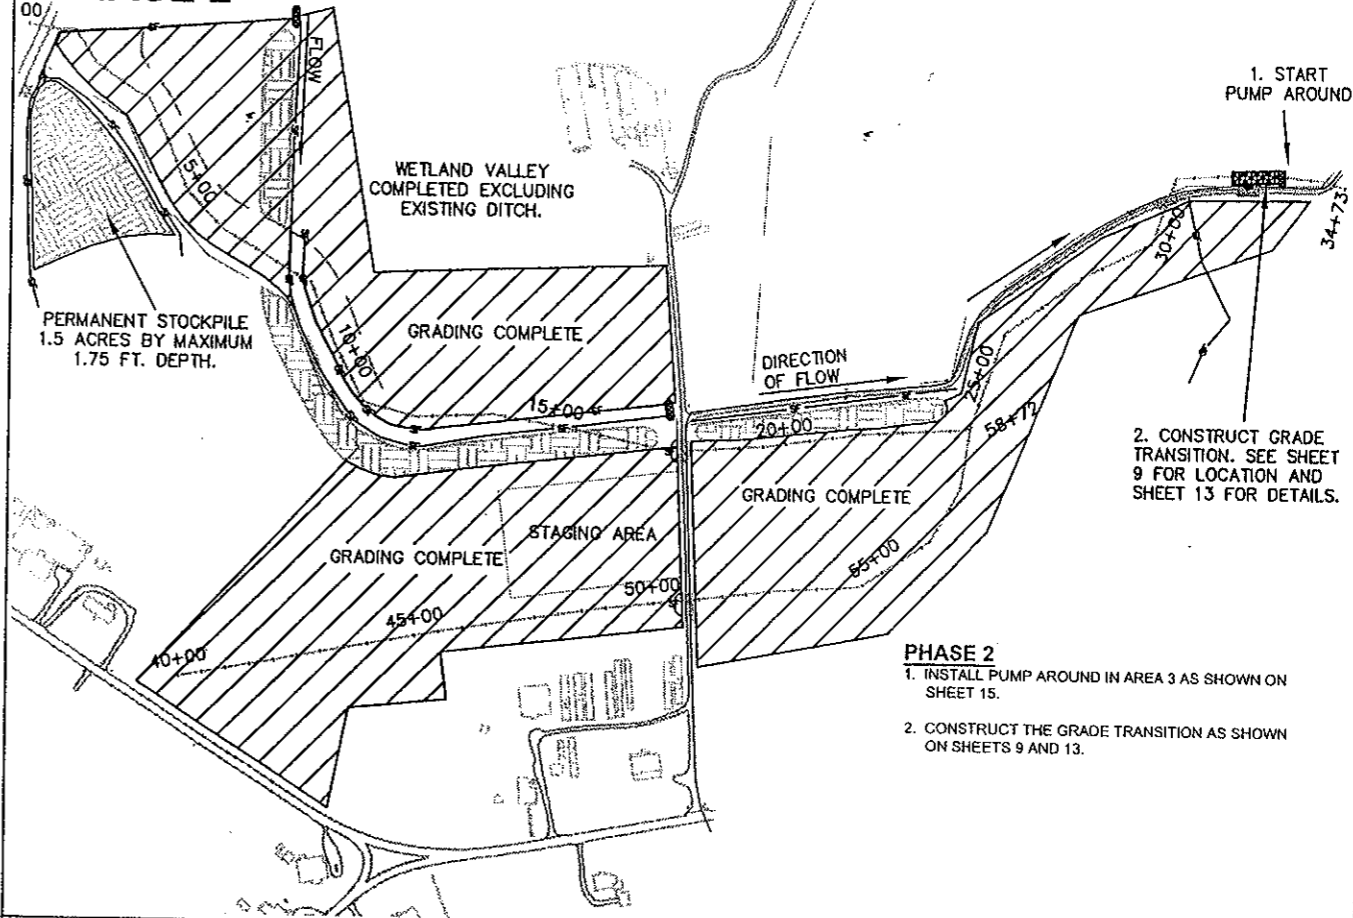 00
1. START
PUMP AROUND
FLOW
WETLAND VALLEY
COMPLETED EXCLUDING
EXISTING DITCH.
5+00
30+00
34+73
PERMANENT STOCKPILE
1.5 ACRES BY MAXIMUM
1.75 FT. DEPTH.
10+00
GRADING COMPLETE
DIRECTION
OF FLOW
25+00
15+00
SF
20+00
58+72
2. CONSTRUCT GRADE
TRANSITION. SEE SHEET
9 FOR LOCATION AND
SHEET 13 FOR DETAILS.
GRADING COMPLETE
STAGING AREA
GRADING COMPLETE
55+00
50+00
45+00
40+00
PHASE 2
1. INSTALL PUMP AROUND IN AREA 3 AS SHOWN ON
SHEET 15.
2. CONSTRUCT THE GRADE TRANSITION AS SHOWN
ON SHEETS 9 AND 13.